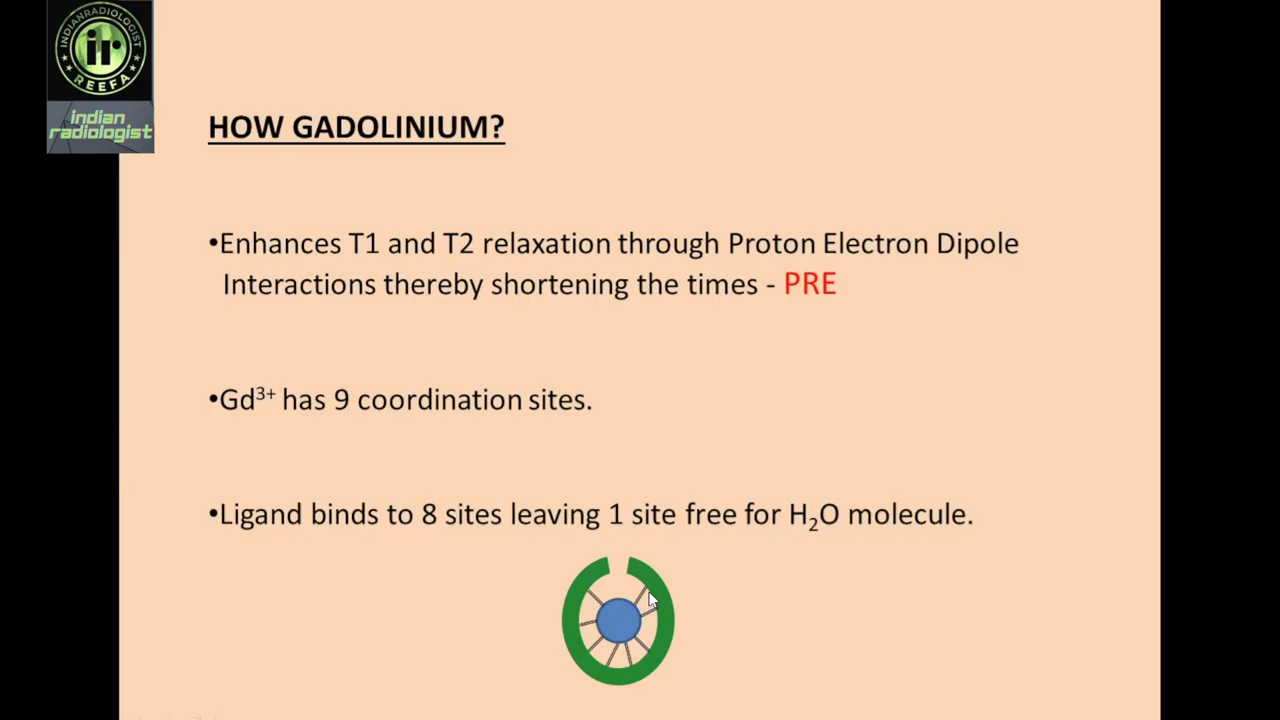 INDIANRADIOLOGIST
ir
REEFA
indian
radiologist
HOW GADOLINIUM?
•Enhances T1 and T2 relaxation through Proton Electron Dipole
Interactions thereby shortening the times - PRE
•Gd³⁺ has 9 coordination sites.
•Ligand binds to 8 sites leaving 1 site free for H₂O molecule.